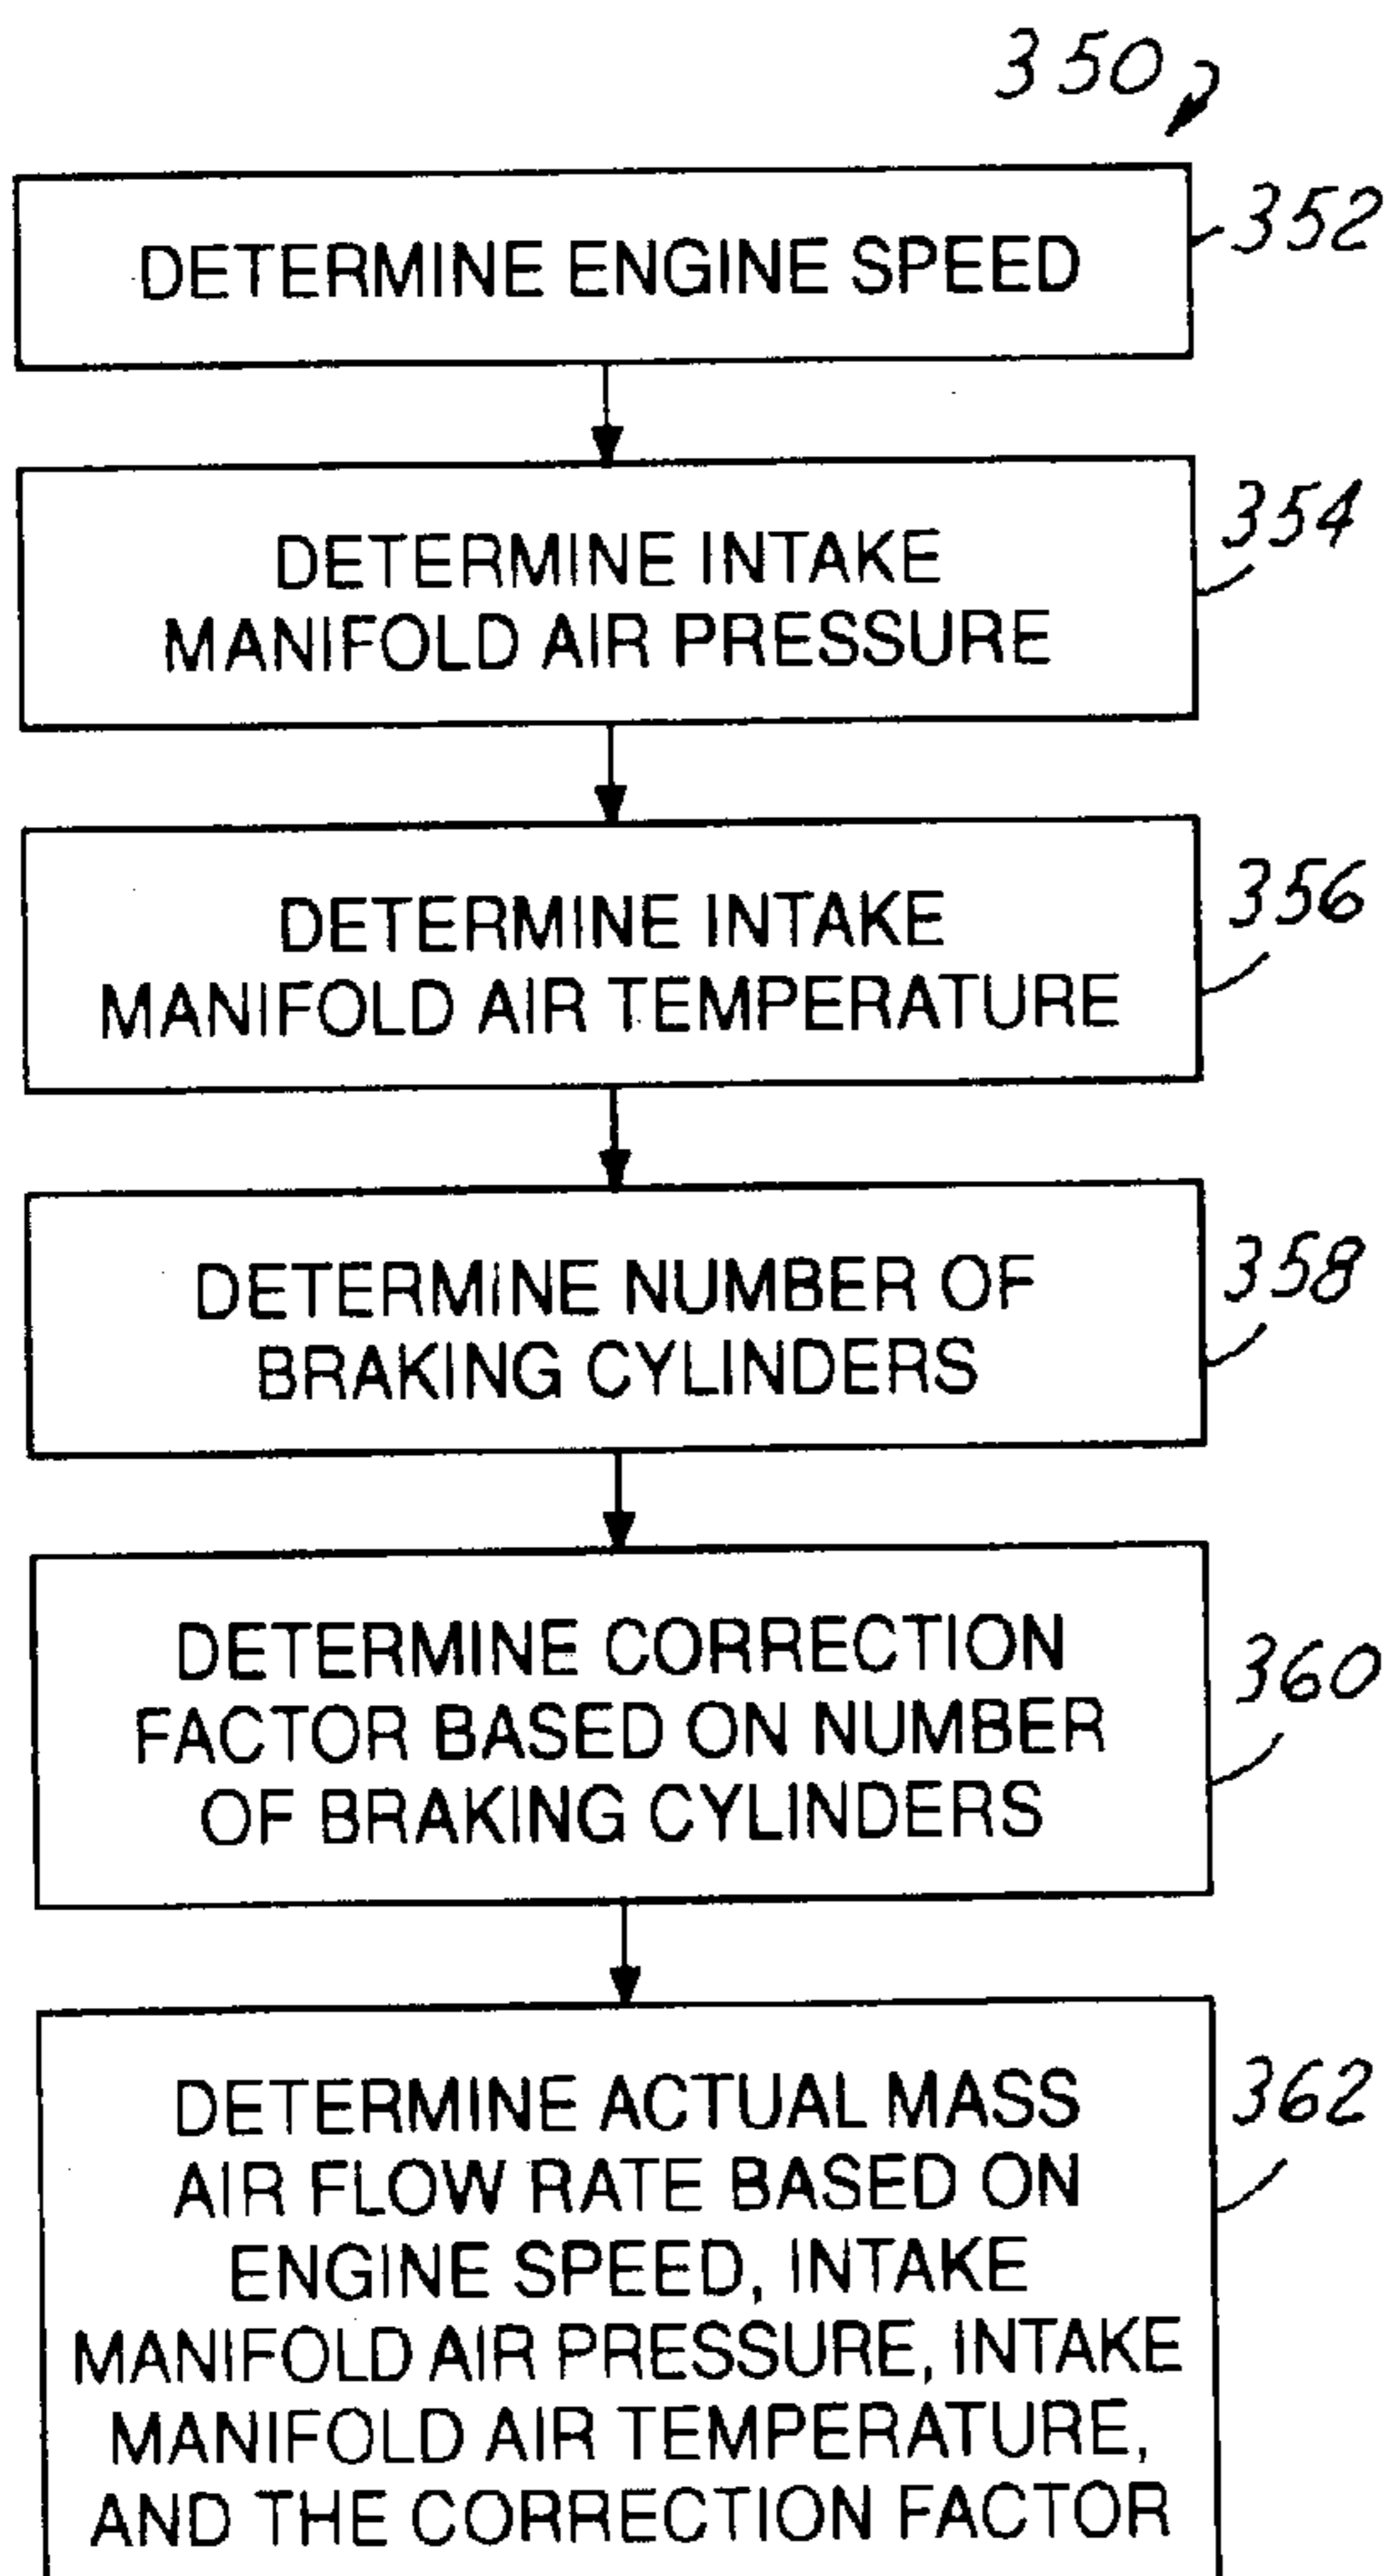 350
DETERMINE ENGINE SPEED
352
DETERMINE INTAKE
MANIFOLD AIR PRESSURE
354
DETERMINE INTAKE
MANIFOLD AIR TEMPERATURE
356
DETERMINE NUMBER OF
BRAKING CYLINDERS
358
DETERMINE CORRECTION
FACTOR BASED ON NUMBER
OF BRAKING CYLINDERS
360
DETERMINE ACTUAL MASS
AIR FLOW RATE BASED ON
ENGINE SPEED, INTAKE
MANIFOLD AIR PRESSURE, INTAKE
MANIFOLD AIR TEMPERATURE,
AND THE CORRECTION FACTOR
362